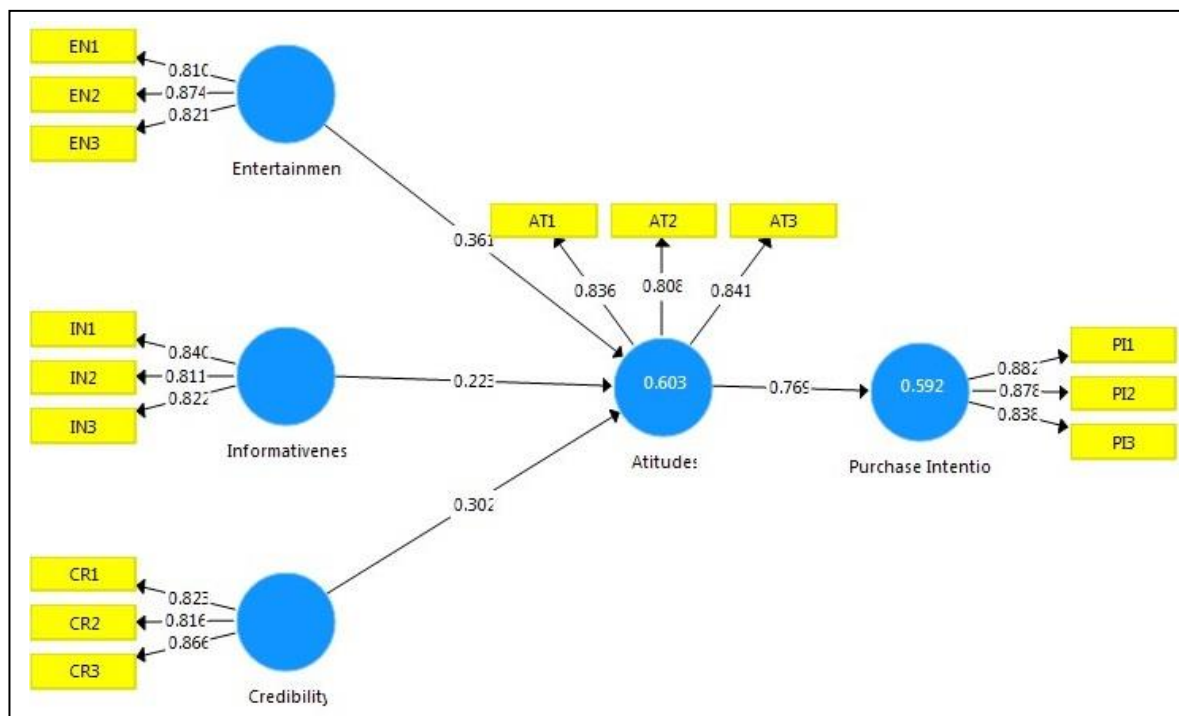 EN1
0.810
EN2
0.874
EN3
0.821
Entertainmen
0.361
AT1
AT2
AT3
0.836
0.808
0.841
IN1
0.840
IN2
0.811
IN3
0.822
Informativenes
0.223
0.603
Atitudes
0.769
0.592
Purchase Intentio
PI1
0.882
PI2
0.878
PI3
0.838
0.302
CR1
0.823
CR2
0.816
CR3
0.866
Credibility